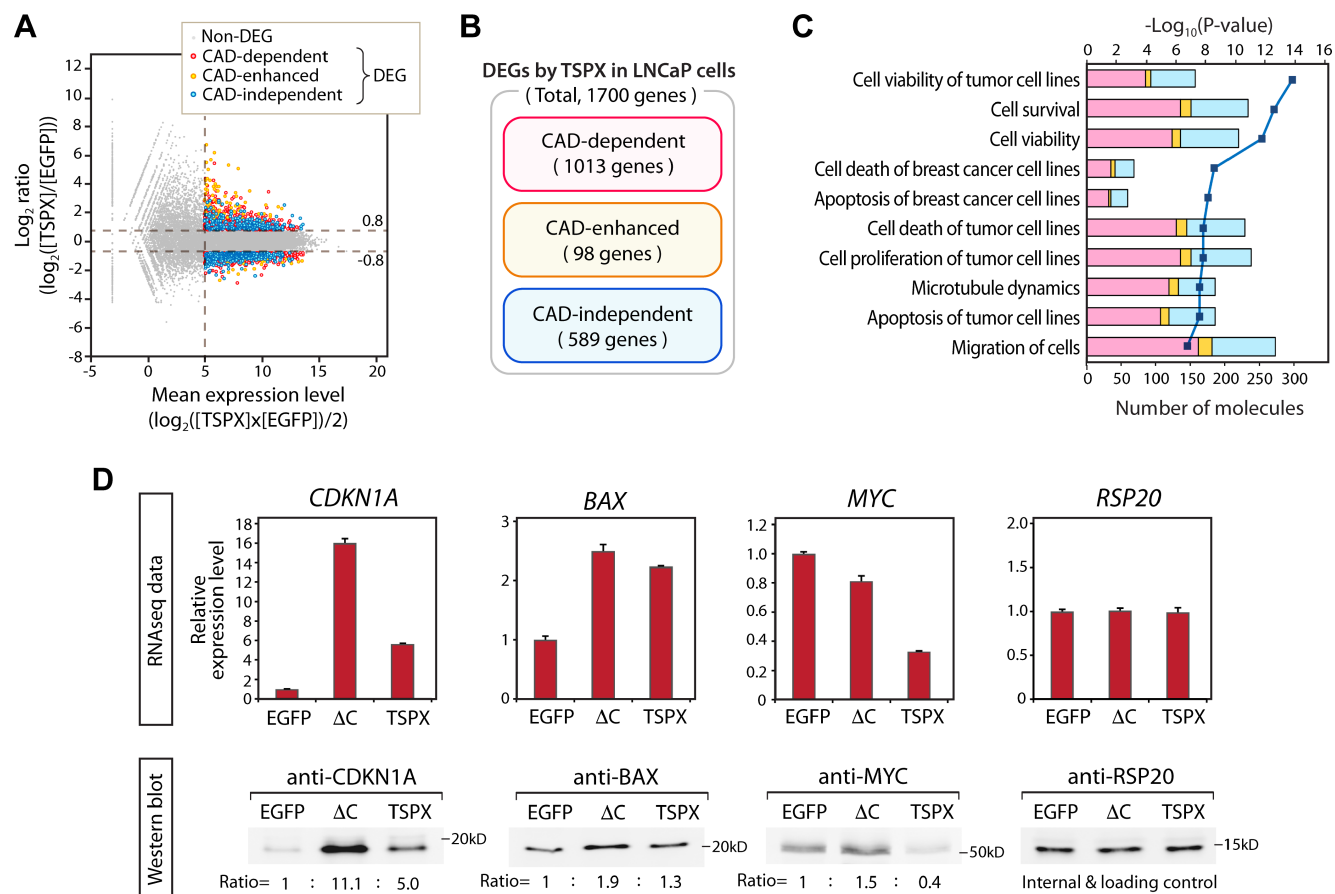 A
Non-DEG
CAD-dependent
CAD-enhanced
CAD-independent
DEG
Log2 ratio
(log2([TSPX]/[EGFP]))
12
10
8
6
4
2
0
-2
-4
-6
-8
0.8
-0.8
-5
0
5
10
15
20
Mean expression level
(log2([TSPX]x[EGFP])/2)
B
DEGs by TSPX in LNCaP cells
( Total, 1700 genes )
CAD-dependent
( 1013 genes )
CAD-enhanced
( 98 genes )
CAD-independent
( 589 genes )
C
-Log10(P-value)
0 2 4 6 8 10 12 14 16
Cell viability of tumor cell lines
Cell survival
Cell viability
Cell death of breast cancer cell lines
Apoptosis of breast cancer cell lines
Cell death of tumor cell lines
Cell proliferation of tumor cell lines
Microtubule dynamics
Apoptosis of tumor cell lines
Migration of cells
0 50 100 150 200 250 300
Number of molecules
D
RNAseq data
Relative
expression level
CDKN1A
18
16
14
12
10
8
6
4
2
0
EGFP ΔC TSPX
BAX
3
2
1
0
EGFP ΔC TSPX
MYC
1.2
1.0
0.8
0.6
0.4
0.2
0
EGFP ΔC TSPX
RSP20
2.0
1.5
1.0
0.5
0
EGFP ΔC TSPX
Western blot
anti-CDKN1A
EGFP ΔC TSPX
–20kD
Ratio= 1 : 11.1 : 5.0
anti-BAX
EGFP ΔC TSPX
–20kD
Ratio= 1 : 1.9 : 1.3
anti-MYC
EGFP ΔC TSPX
–50kD
Ratio= 1 : 1.5 : 0.4
anti-RSP20
EGFP ΔC TSPX
–15kD
Internal & loading control